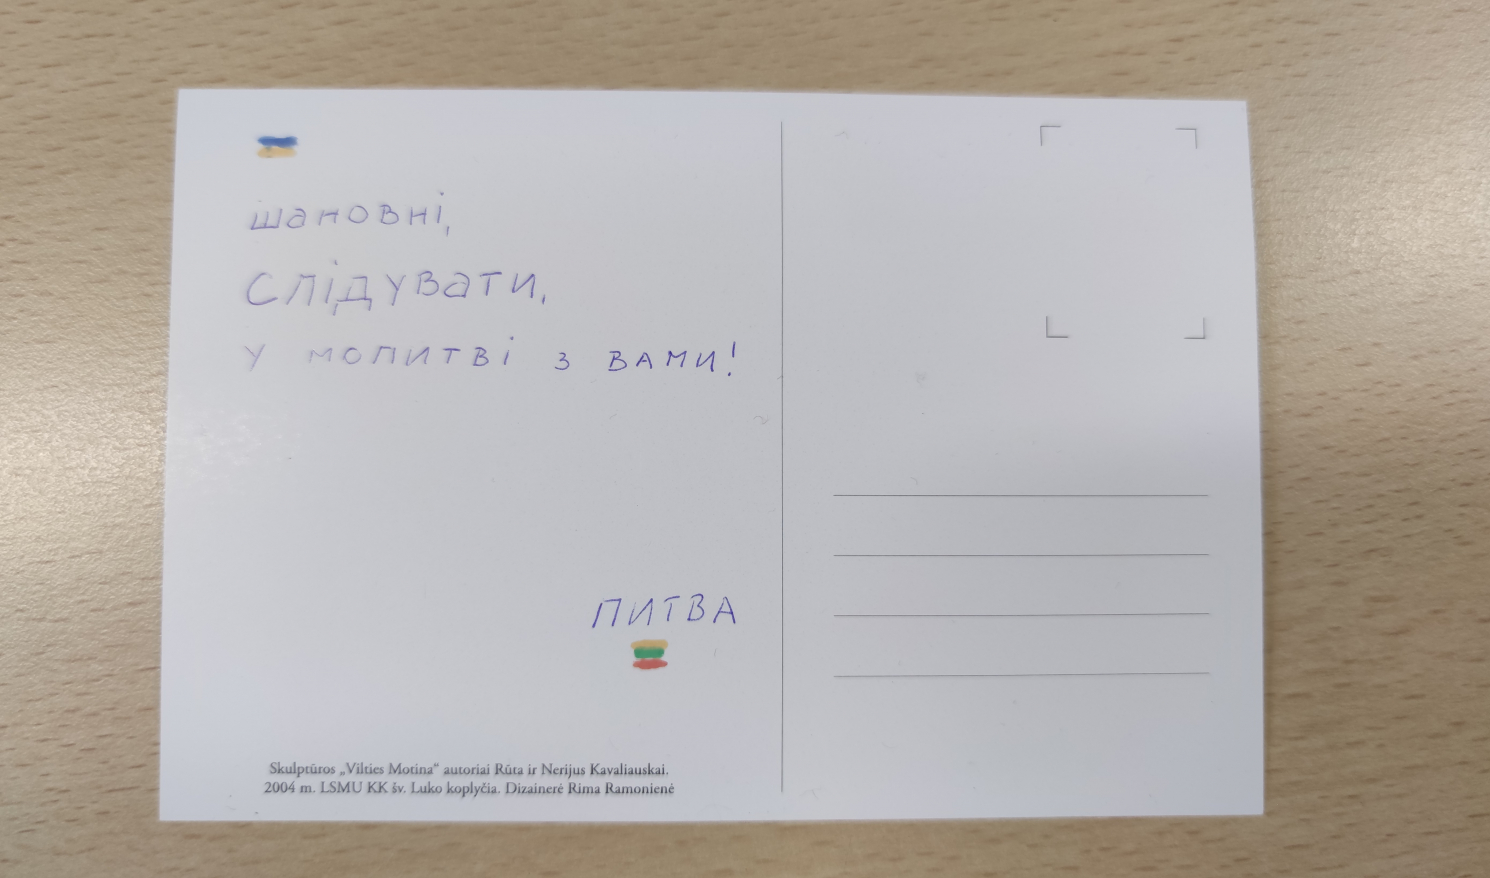 шановні,
Слідувати,
у молитві з вами!
ПИТВА
Skulptūros „Vilties Motina“ autoriai Rūta ir Nerijus Kavaliauskai.
2004 m. LSMU KK šv. Luko koplyčia. Dizainerė Rima Ramonienė